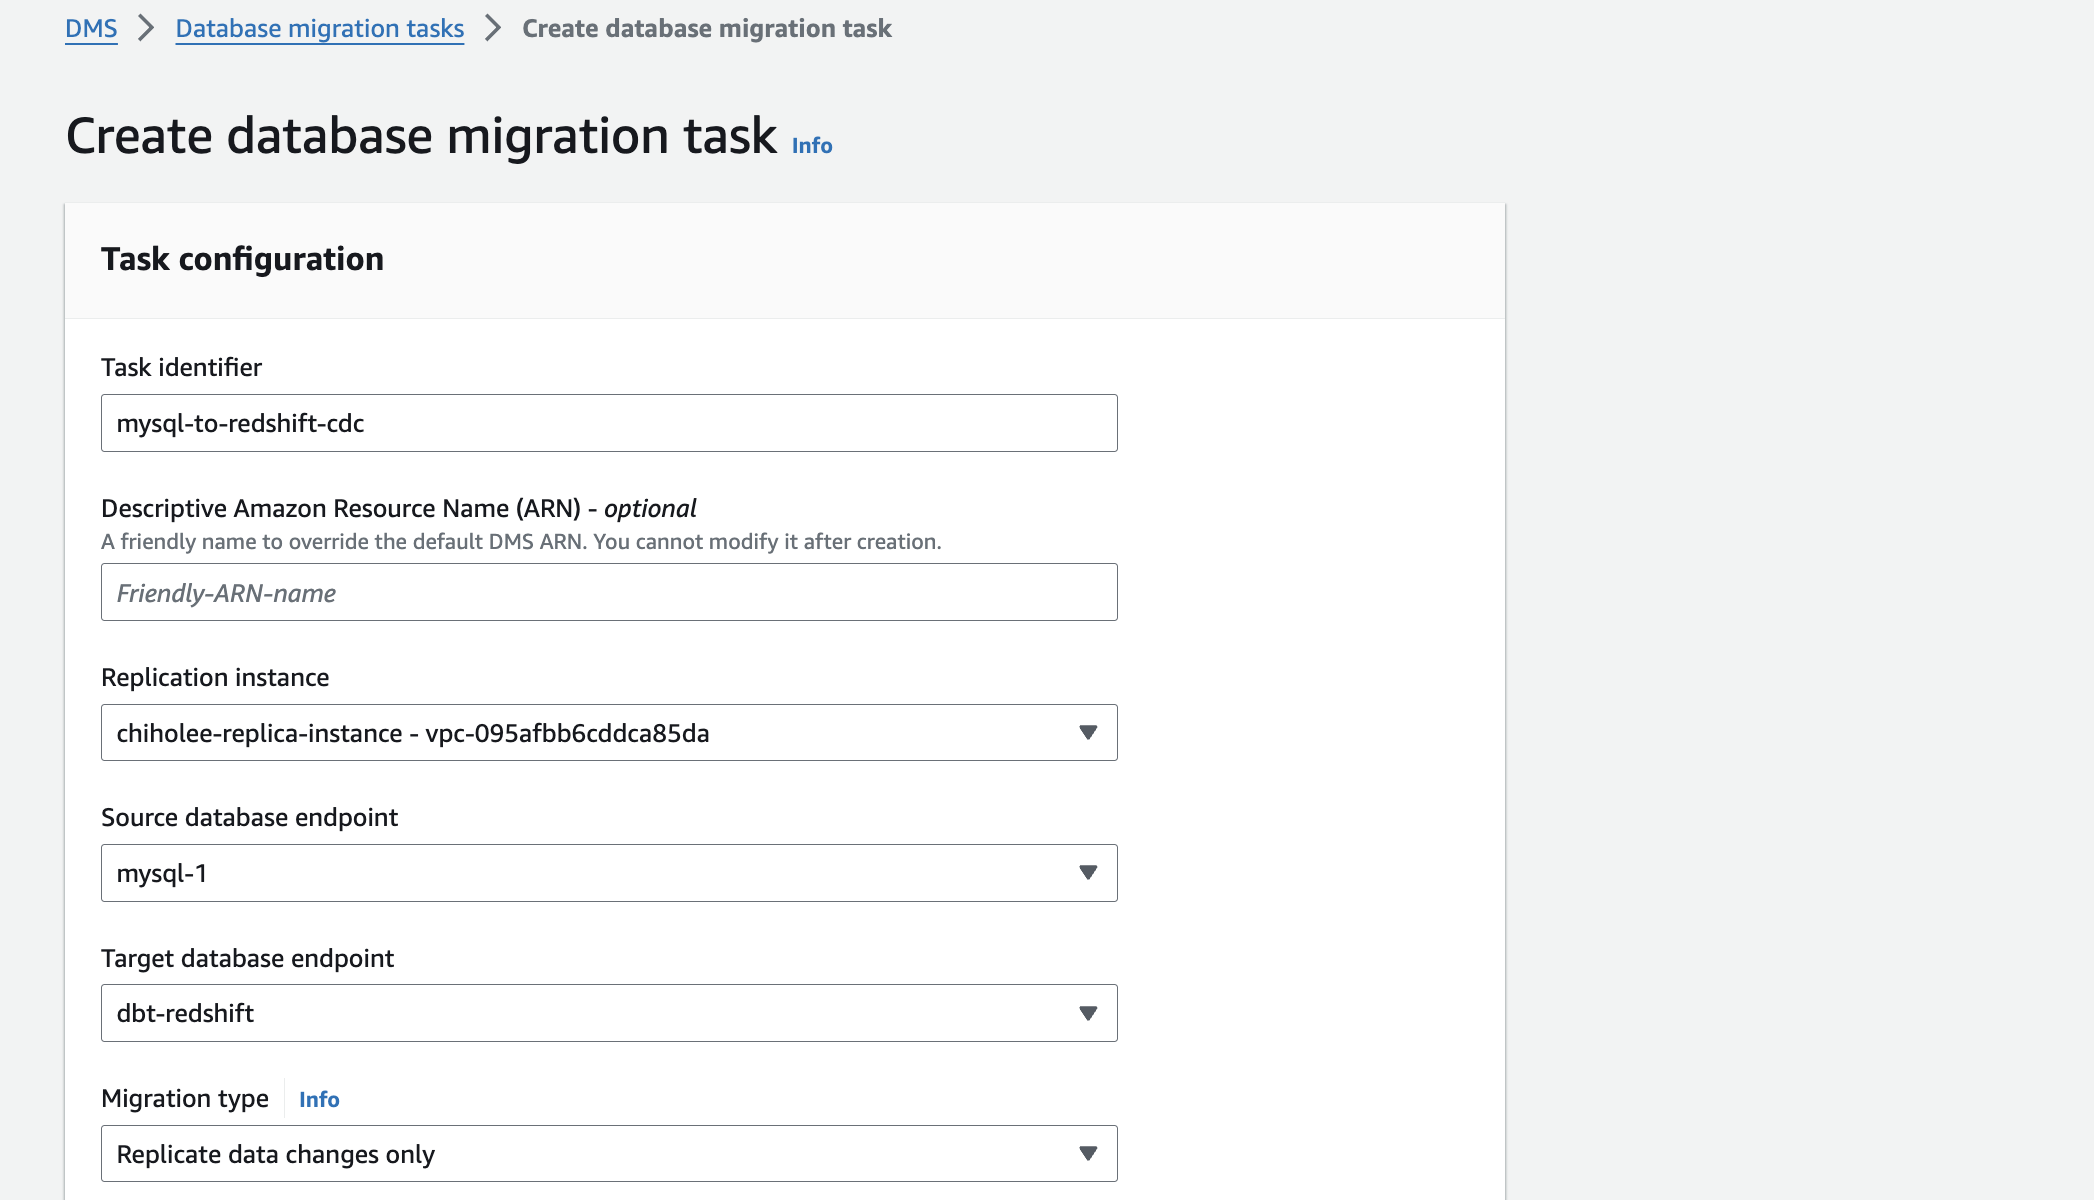 DMS > Database migration tasks > Create database migration task
Create database migration task Info
Task configuration
Task identifier
mysql-to-redshift-cdc
Descriptive Amazon Resource Name (ARN) - optional
A friendly name to override the default DMS ARN. You cannot modify it after creation.
Friendly-ARN-name
Replication instance
chiholee-replica-instance - vpc-095afbb6cddca85da
Source database endpoint
mysql-1
Target database endpoint
dbt-redshift
Migration type Info
Replicate data changes only